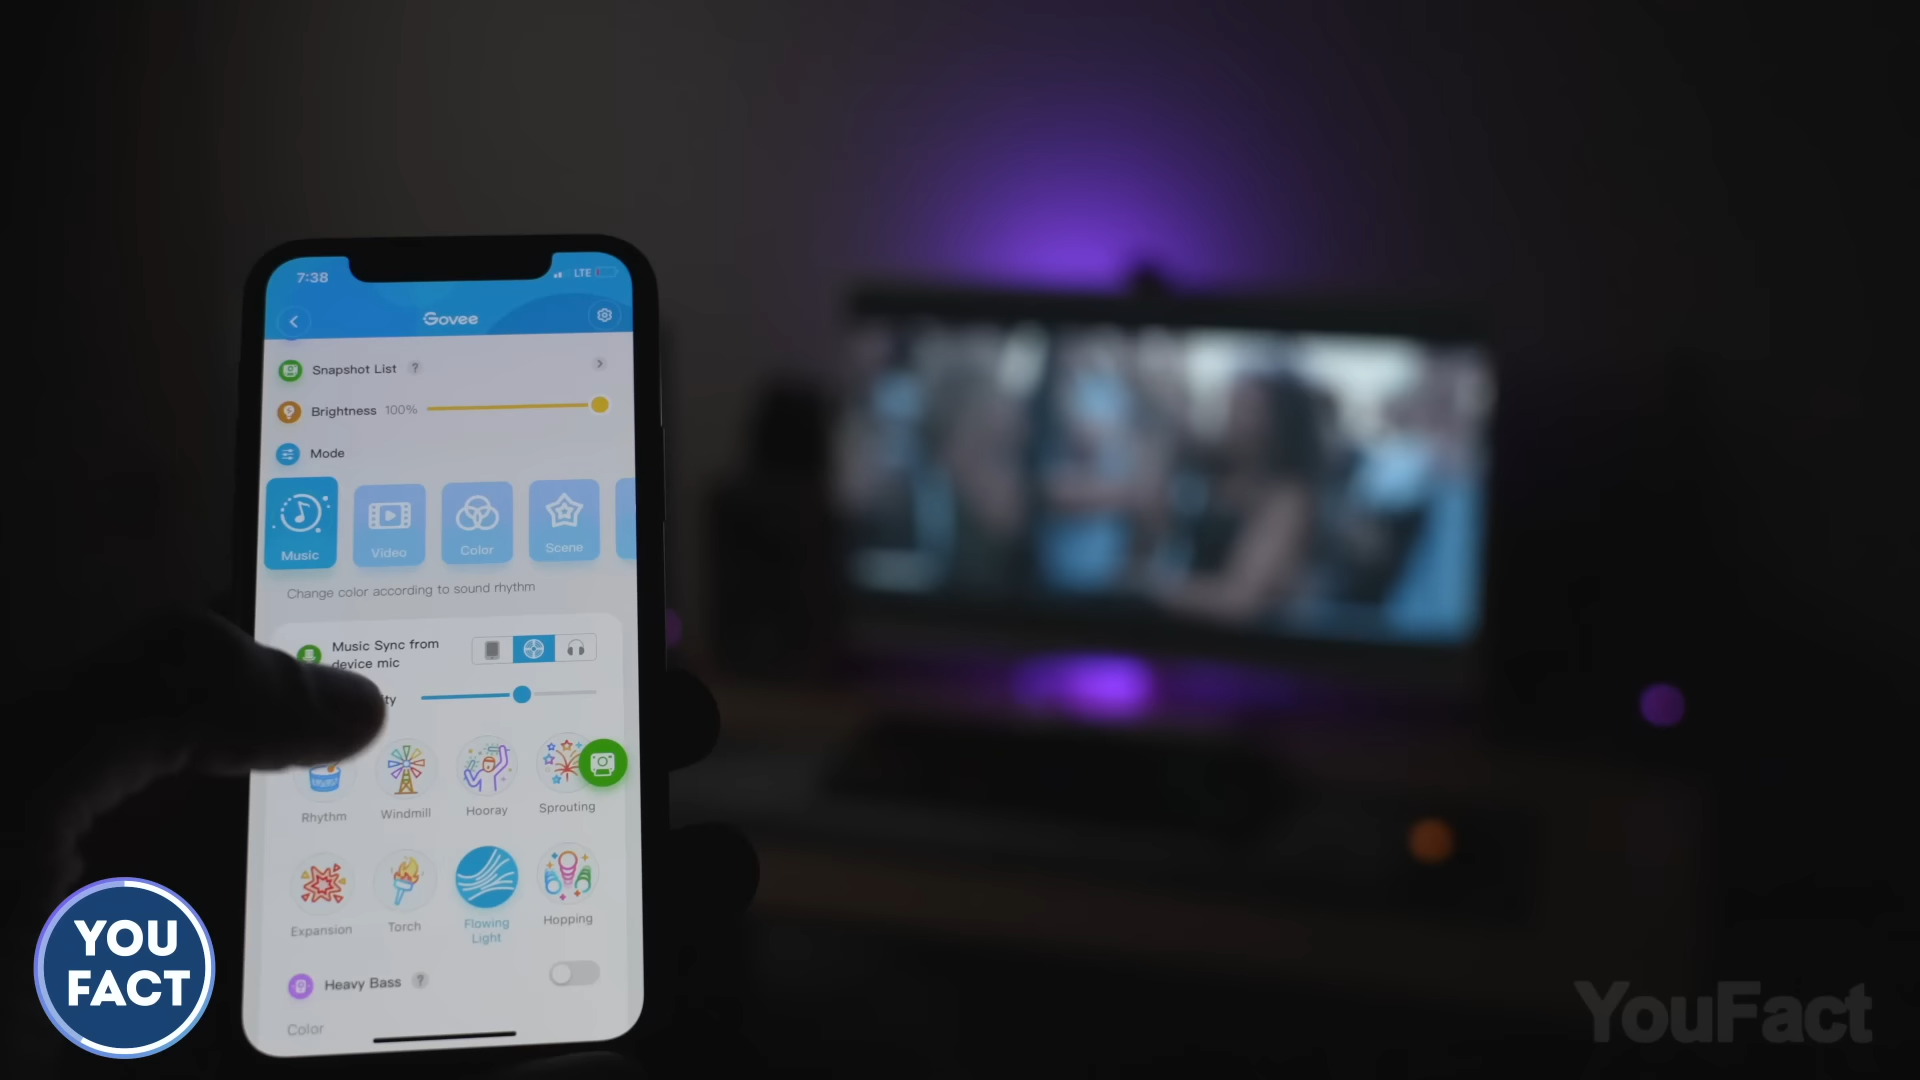 7:38
LTE
Govee
Snapshot List ?
Brightness 100%
Mode
Music
Video
Color
Scene
Change color according to sound rhythm
Music Sync from
device mic
ity
Rhythm
Windmill
Hooray
Sprouting
Expansion
Torch
Flowing
Light
Hopping
Heavy Bass ?
Color
YOU
FACT
YouFact